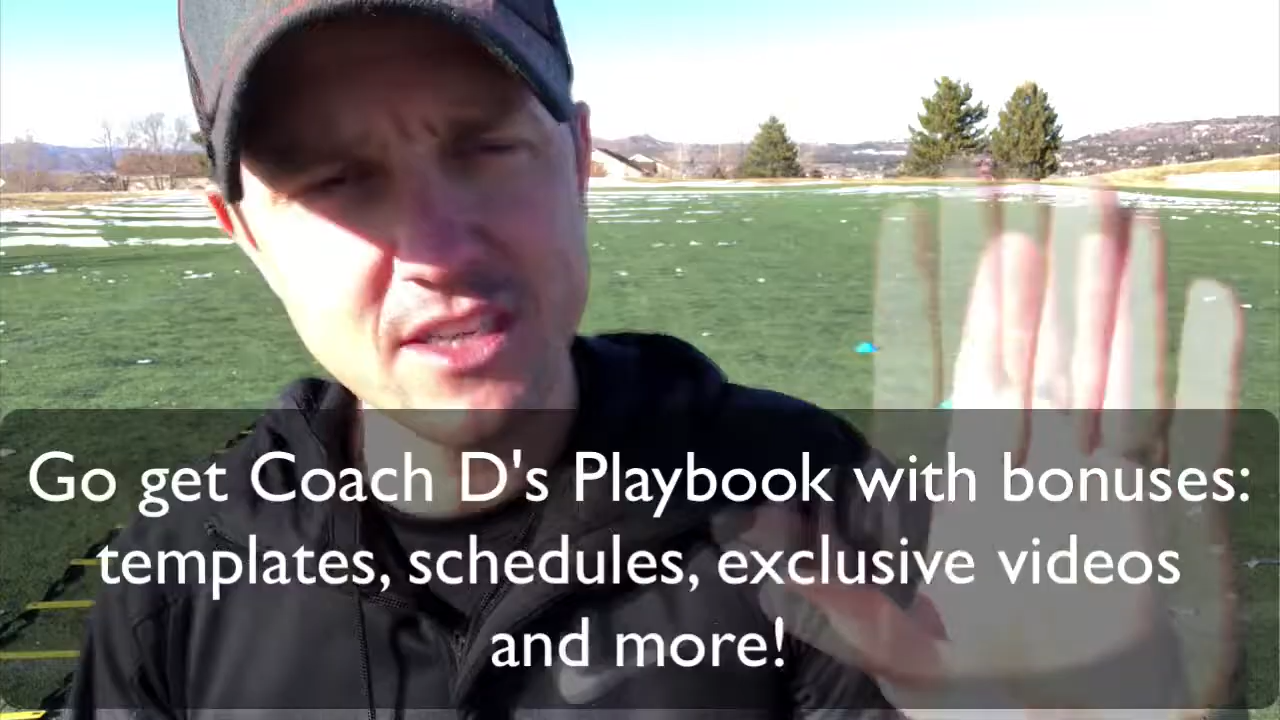 Go get Coach D's Playbook with bonuses:
templates, schedules, exclusive videos
and more!